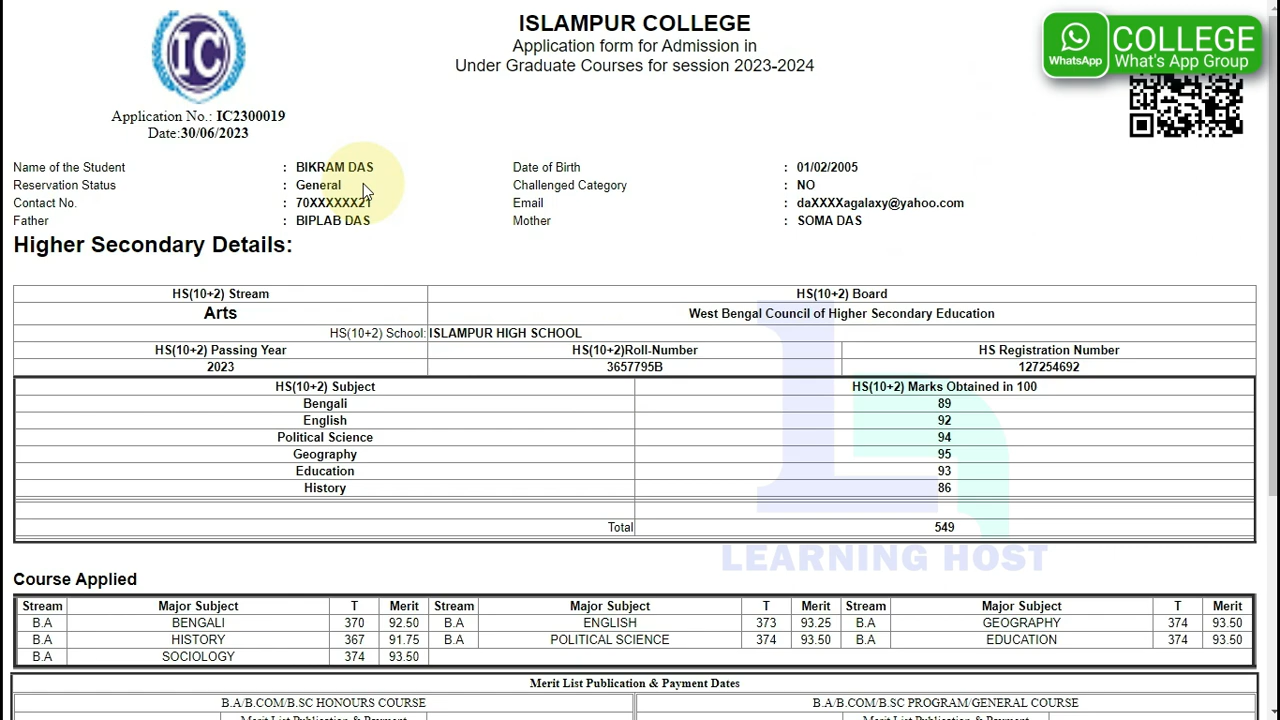 IC
ISLAMPUR COLLEGE
Application form for Admission in
Under Graduate Courses for session 2023-2024
WhatsApp
COLLEGE
What's App Group
Application No.: IC2300019
Date:30/06/2023
Name of the Student : BIKRAM DAS Date of Birth : 01/02/2005
Reservation Status : General Challenged Category : NO
Contact No. : 70XXXXXX21 Email : daXXXXagalaxy@yahoo.com
Father : BIPLAB DAS Mother : SOMA DAS
Higher Secondary Details:
HS(10+2) Stream HS(10+2) Board
Arts West Bengal Council of Higher Secondary Education
HS(10+2) School: ISLAMPUR HIGH SCHOOL
HS(10+2) Passing Year HS(10+2)Roll-Number HS Registration Number
2023 3657795B 127254692
HS(10+2) Subject HS(10+2) Marks Obtained in 100
Bengali 89
English 92
Political Science 94
Geography 95
Education 93
History 86
Total 549
LEARNING HOST
Course Applied
Stream Major Subject T Merit Stream Major Subject T Merit Stream Major Subject T Merit
B.A BENGALI 370 92.50 B.A ENGLISH 373 93.25 B.A GEOGRAPHY 374 93.50
B.A HISTORY 367 91.75 B.A POLITICAL SCIENCE 374 93.50 B.A EDUCATION 374 93.50
B.A SOCIOLOGY 374 93.50
Merit List Publication & Payment Dates
B.A/B.COM/B.SC HONOURS COURSE B.A/B.COM/B.SC PROGRAM/GENERAL COURSE
Merit List Publication & Payment Merit List Publication & Payment